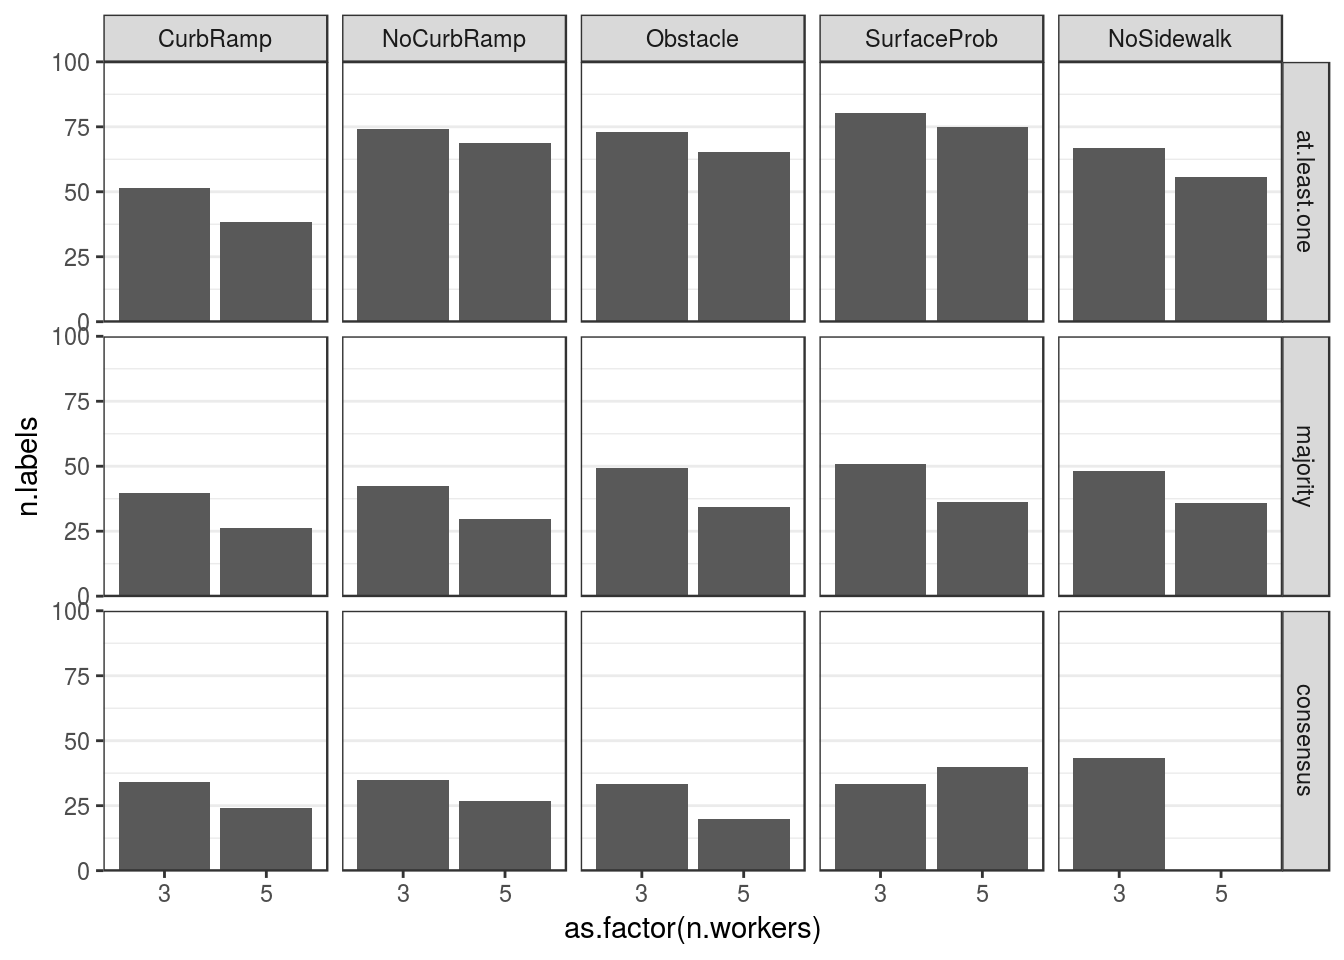 CurbRamp NoCurbRamp Obstacle SurfaceProb NoSidewalk
100
75
50
25
0
at.least.one
100
75
50
25
0
majority
100
75
50
25
0
consensus
n.labels
3 5 3 5 3 5 3 5 3 5
as.factor(n.workers)